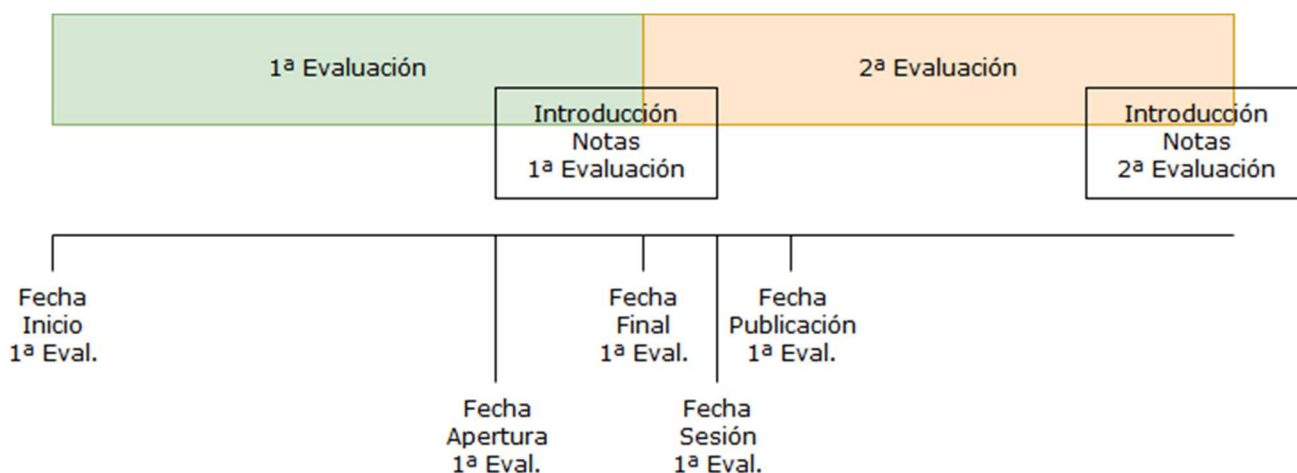 1ª Evaluación
2ª Evaluación
Introducción
Notas
1ª Evaluación
Introducción
Notas
2ª Evaluación
Fecha
Inicio
1ª Eval.
Fecha
Final
1ª Eval.
Fecha
Publicación
1ª Eval.
Fecha
Apertura
1ª Eval.
Fecha
Sesión
1ª Eval.